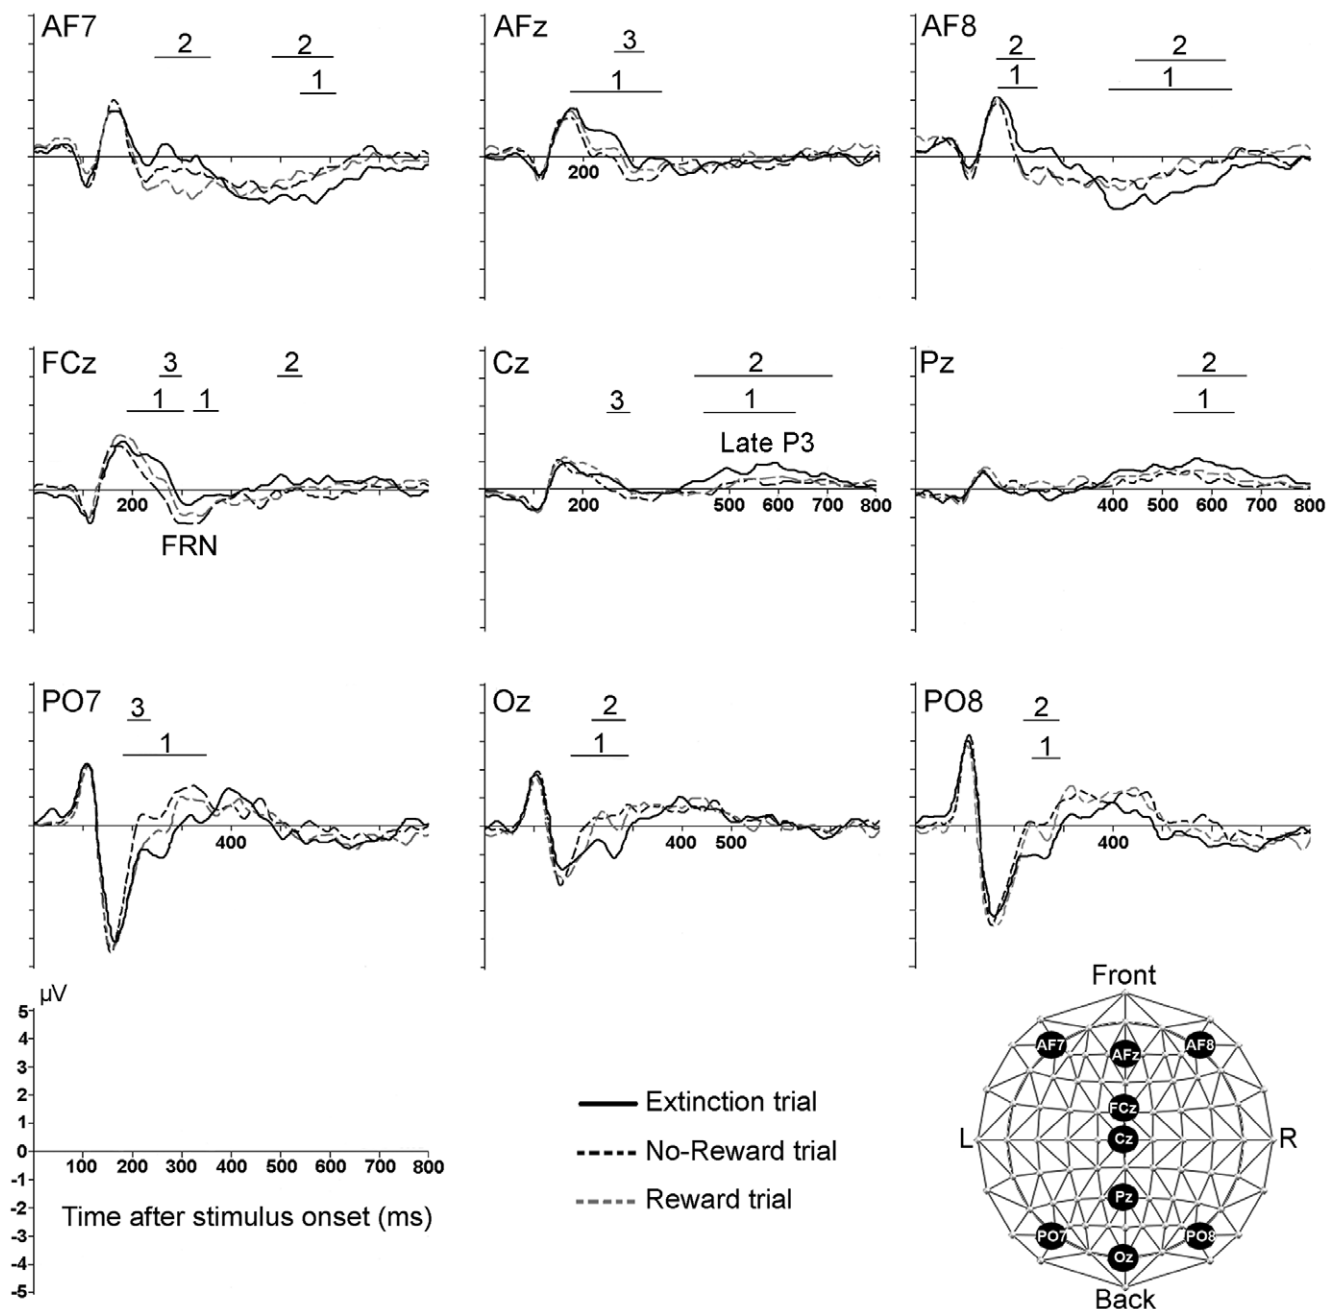 AF7
2
2
1
AFz
3
1
200
AF8
2
2
1
1
FCz
3
2
1
1
200
FRN
Cz
2
3
1
Late P3
200 500 600 700 800
Pz
2
1
400 500 600 700 800
PO7
3
1
400
Oz
2
1
400 500
PO8
2
1
400
µV
5
4
3
2
1
0
-1
-2
-3
-4
-5
100 200 300 400 500 600 700 800
Time after stimulus onset (ms)
Extinction trial
No-Reward trial
Reward trial
Front
AF7 AFz AF8
FCz
L Cz R
Pz
PO7 PO8
Oz
Back